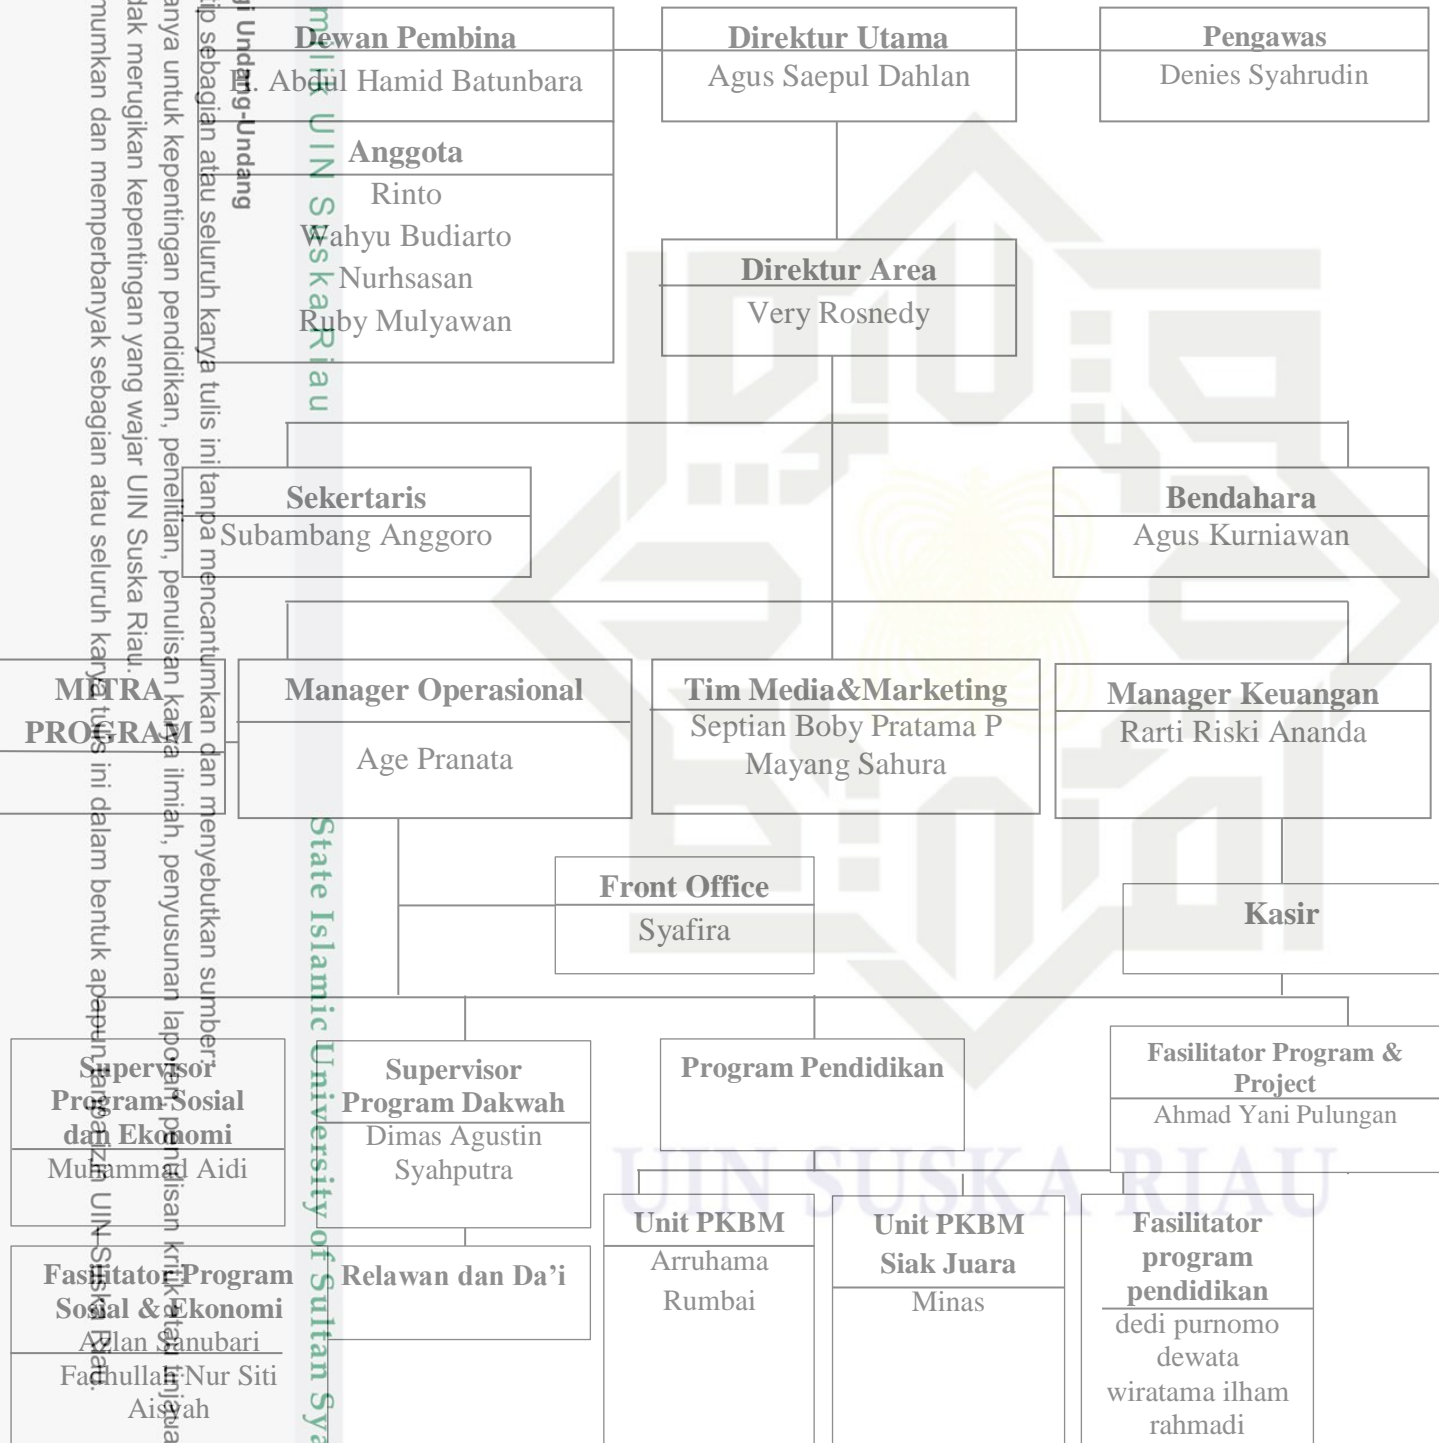 Dewan Pembina
H. Abdul Hamid Batunbara
Anggota
Rinto
Wahyu Budiarto
Nurhsasan
Ruby Mulyawan
Direktur Utama
Agus Saepul Dahlan
Pengawas
Denies Syahrudin
Direktur Area
Very Rosnedy
Sekertaris
Subambang Anggoro
Bendahara
Agus Kurniawan
PROGRAM
Manager Operasional
Age Pranata
Tim Media&Marketing
Septian Boby Pratama P
Mayang Sahura
Manager Keuangan
Rarti Riski Ananda
Front Office
Syafira
Kasir
Supervisor
Program Sosial
dan Ekonomi
Muhammad Aidi
Supervisor
Program Dakwah
Dimas Agustin
Syahputra
Program Pendidikan
Fasilitator Program &
Project
Ahmad Yani Pulungan
Fasilitator Program
Sosial & Ekonomi
Sanubari
Nur Siti
Aisyah
Relawan dan Da’i
Unit PKBM
Arruhama
Rumbai
Unit PKBM
Siak Juara
Minas
Fasilitator
program
pendidikan
dedi purnomo
dewata
wiratama ilham
rahmadi
UIN SUSKA RIAU
milik UIN Suska Riau
State Islamic University of Sultan Sya
gi Undang-Undang
tip sebagian atau seluruh karya tulis ini tanpa mencantumkan dan menyebutkan sumber:
anya untuk kepentingan pendidikan, penelitian, penulisan karya ilmiah, penyusunan laporan, penulisan kritik atau tinjaua
dak merugikan kepentingan yang wajar UIN Suska Riau.
mumkan dan memperbanyak sebagian atau seluruh karya tulis ini dalam bentuk apapun tanpa izin UIN Suska Riau.